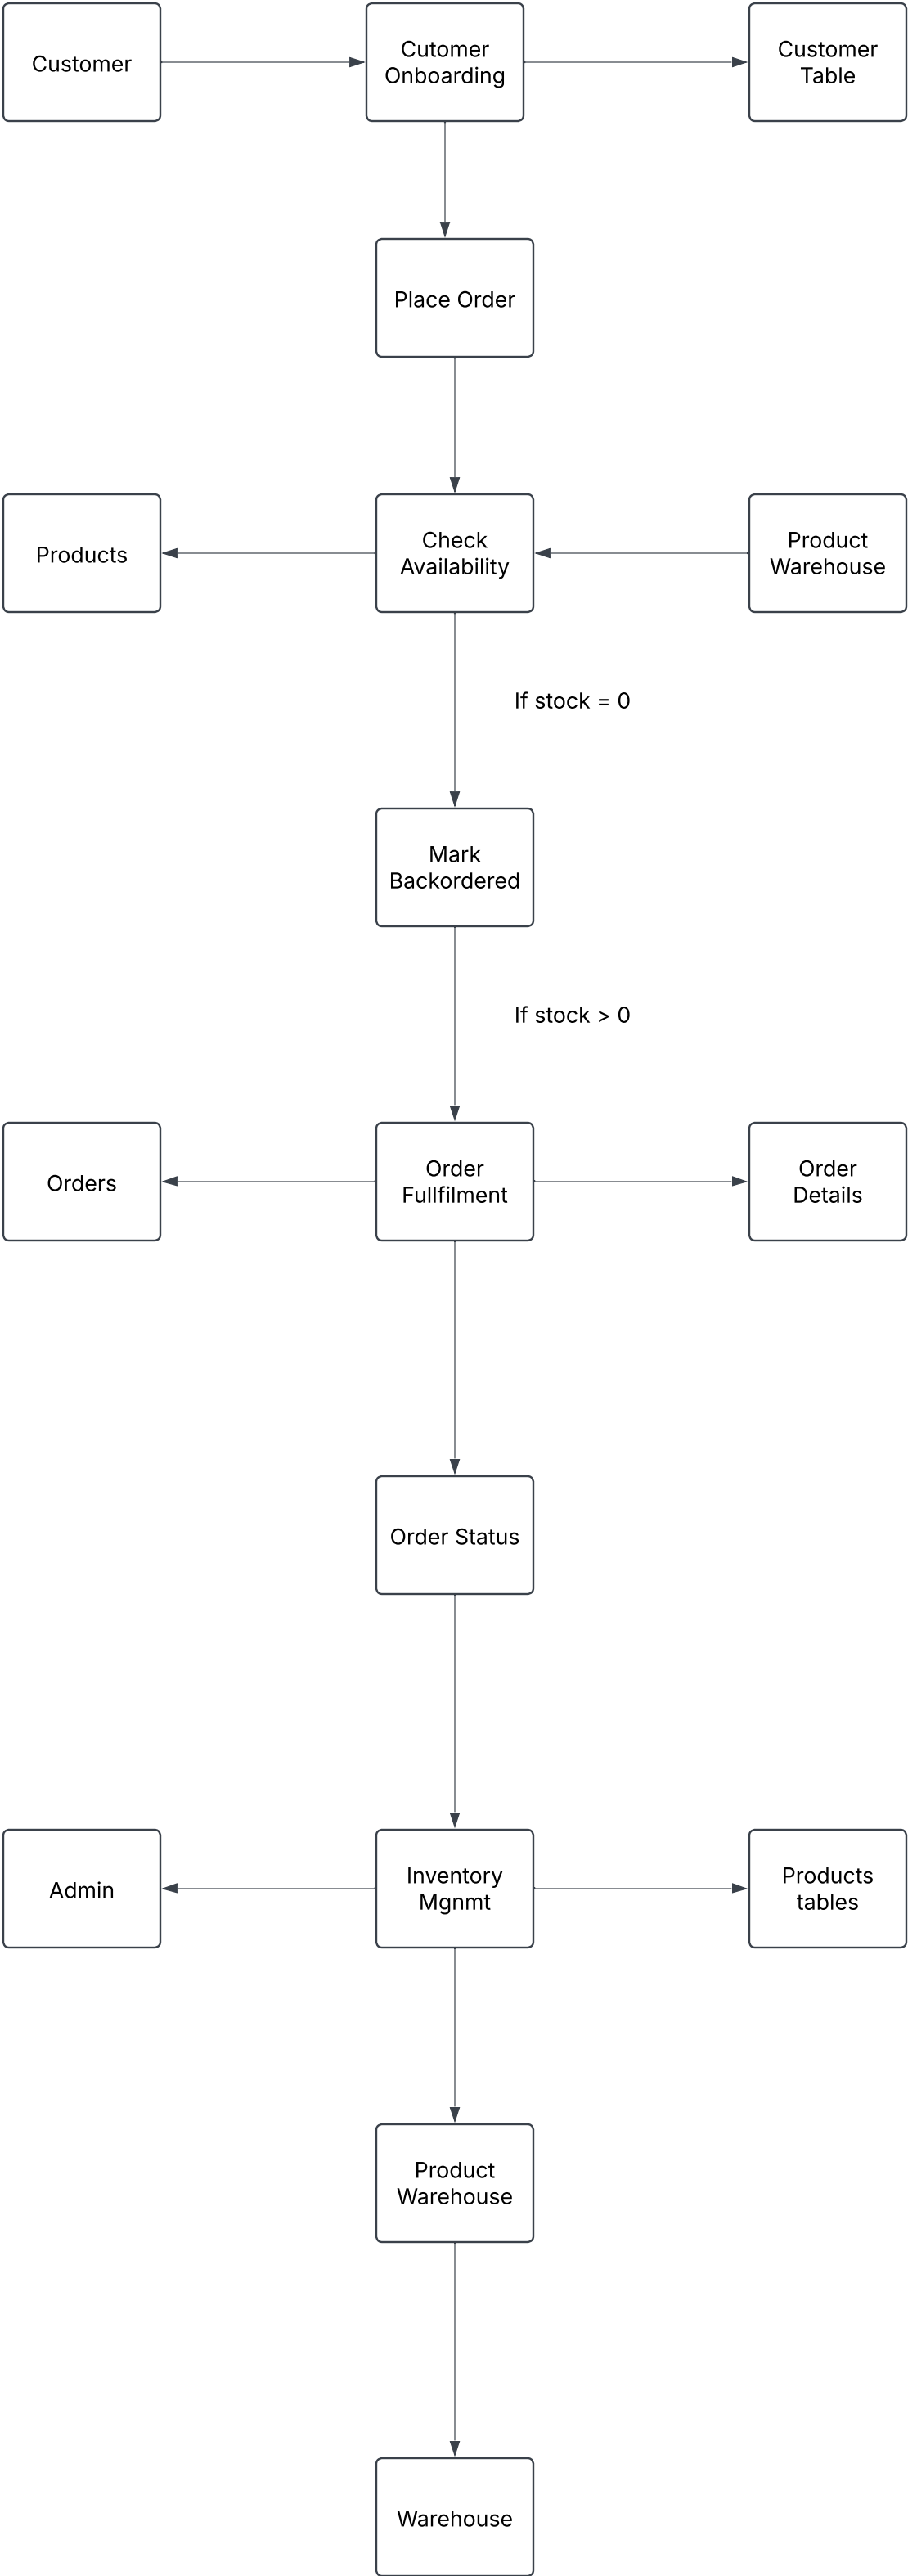 Customer
Cutomer
Onboarding
Customer
Table
Place Order
Products
Check
Availability
Product
Warehouse
If stock = 0
Mark
Backordered
If stock > 0
Orders
Order
Fullfilment
Order
Details
Order Status
Admin
Inventory
Mgnmt
Products
tables
Product
Warehouse
Warehouse